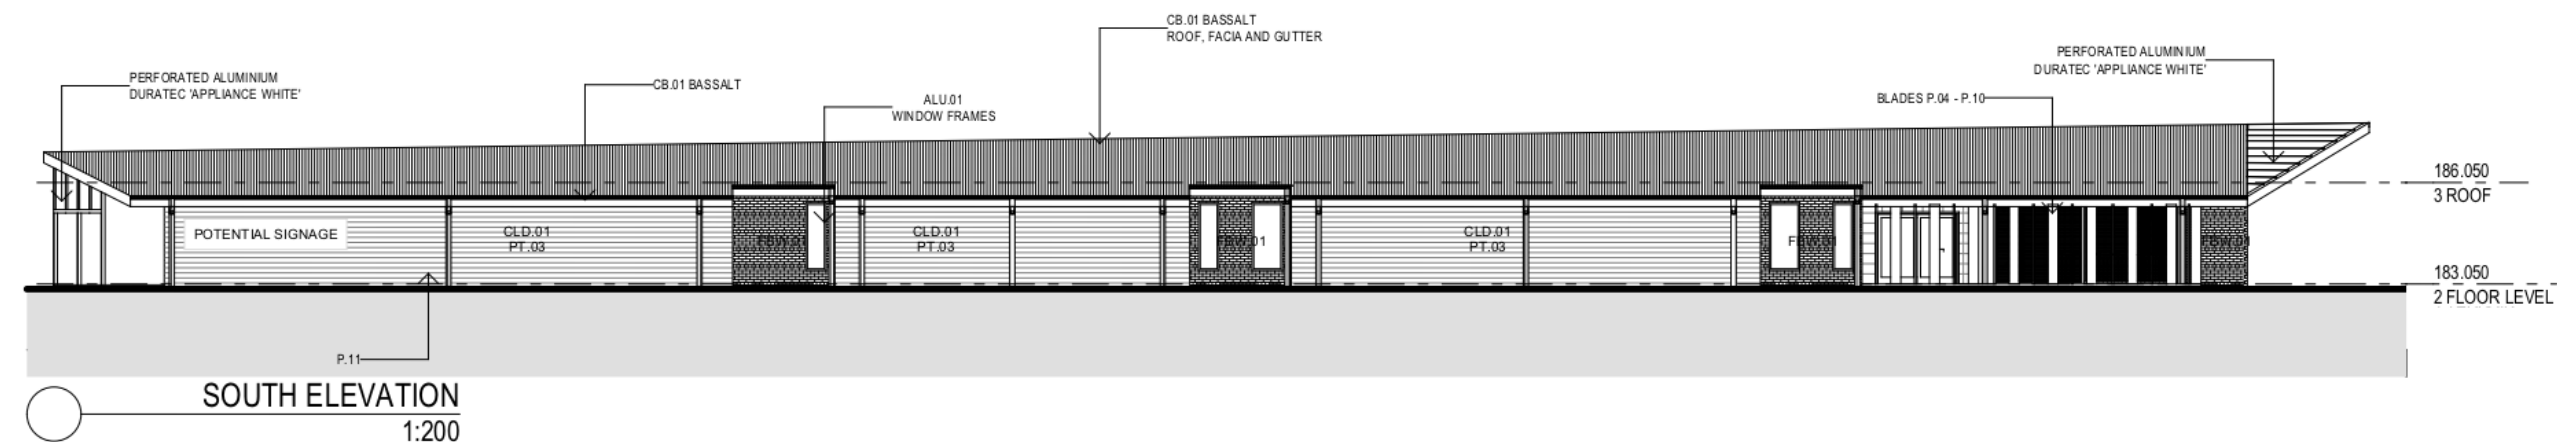 CB.01 BASSALT
ROOF, FACIA AND GUTTER
PERFORATED ALUMINIUM
DURATEC 'APPLIANCE WHITE'
PERFORATED ALUMINIUM
DURATEC 'APPLIANCE WHITE'
CB.01 BASSALT
ALU.01
WINDOW FRAMES
BLADES P.04 - P.10
186.050
3 ROOF
POTENTIAL SIGNAGE
CLD.01
PT.03
CLD.01
PT.03
CLD.01
PT.03
183.050
2 FLOOR LEVEL
P.11
SOUTH ELEVATION
1:200